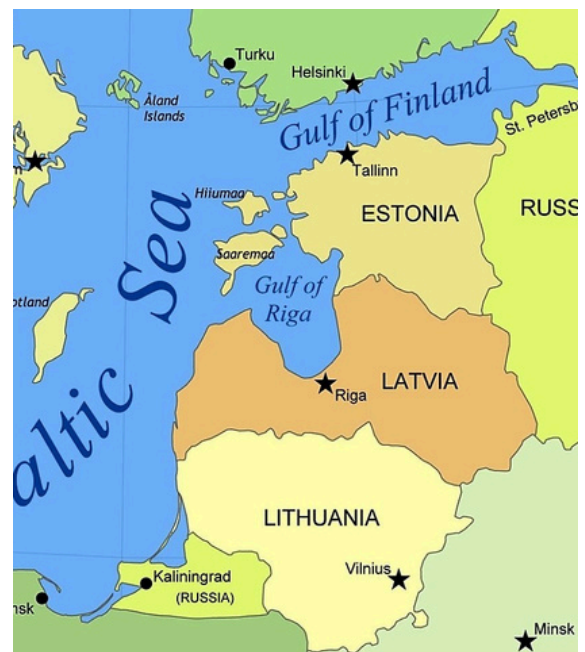 Turku
Helsinki
Åland
Islands
Gulf of Finland
St. Petersb
m
Tallinn
Hiiumaa
ESTONIA
RUSS
Saaremaa
Sea
Gulf of
Riga
otland
LATVIA
Riga
altic
LITHUANIA
Vilnius
Kaliningrad
(RUSSIA)
nsk
Minsk